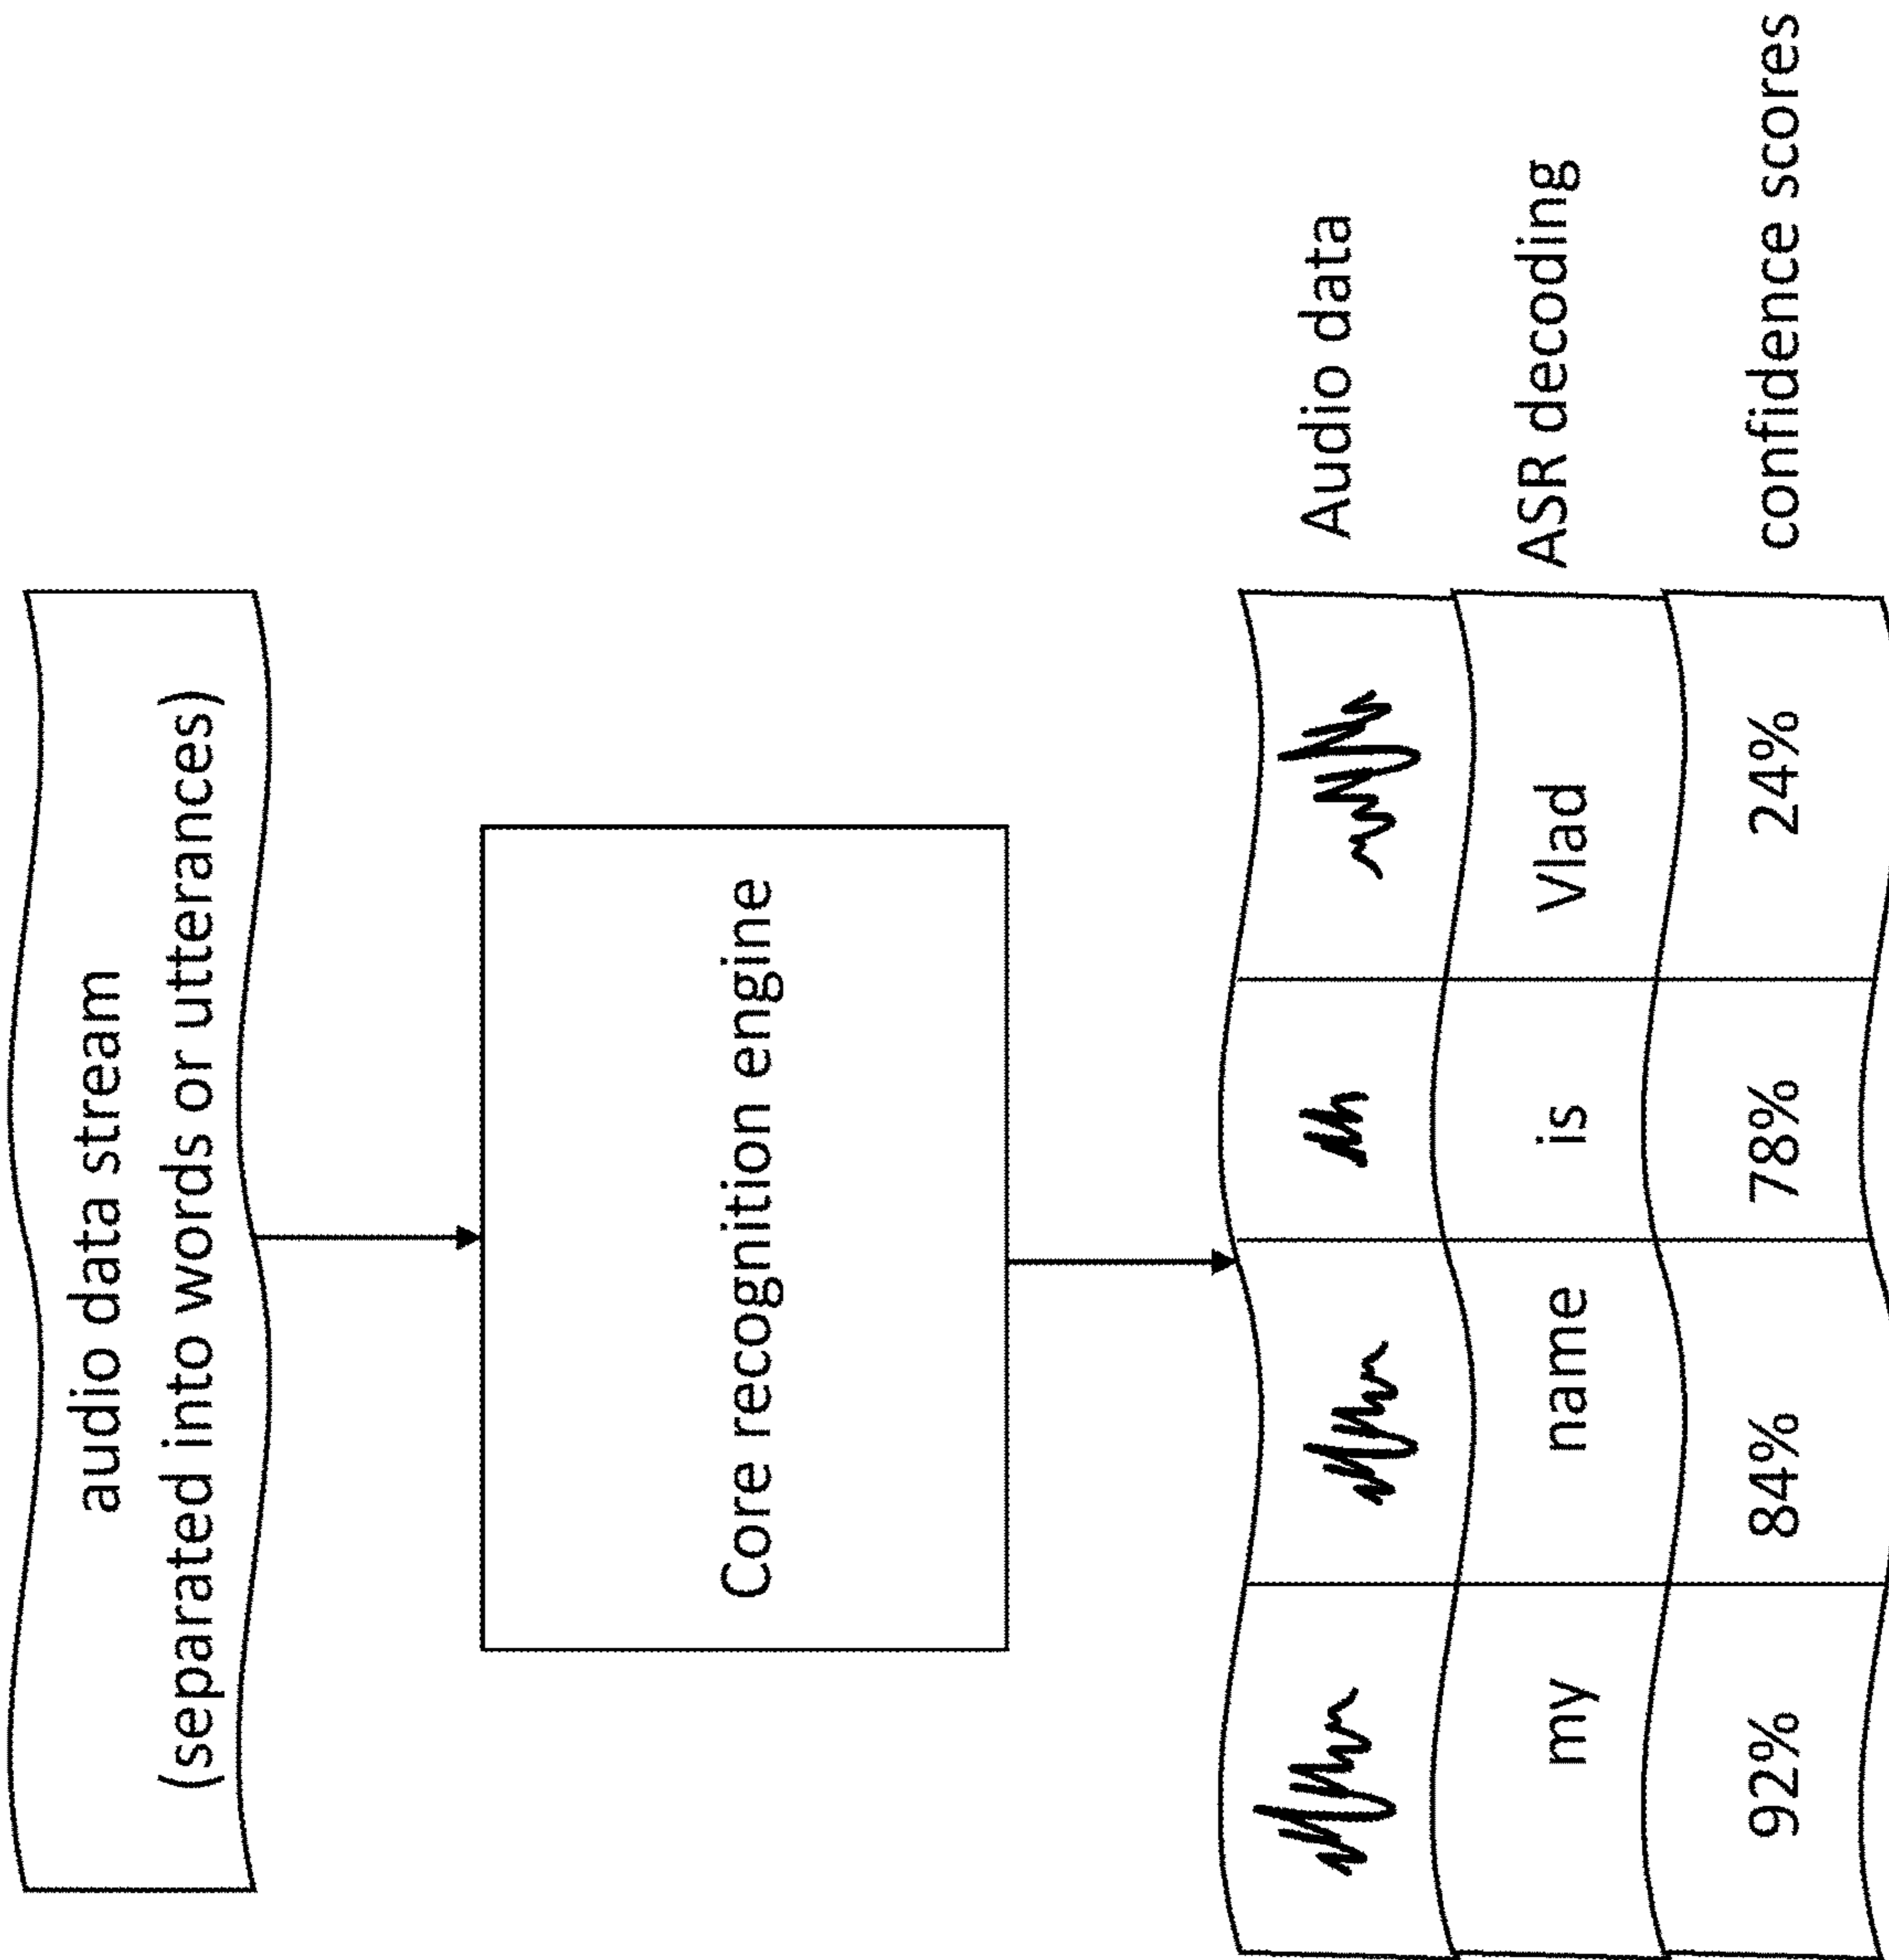 audio data stream
(separated into words or utterances)
Core recognition engine
Audio data
my name is Vlad ASR decoding
92% 84% 78% 24% confidence scores